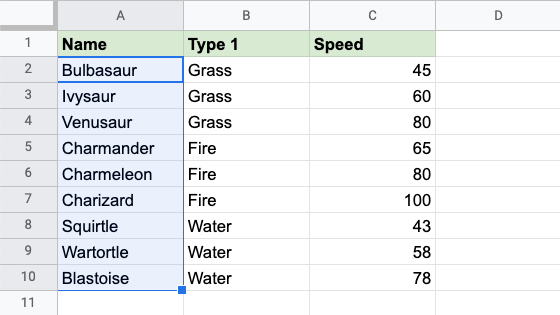 A B C D
1 Name Type 1 Speed
2 Bulbasaur Grass 45
3 Ivysaur Grass 60
4 Venusaur Grass 80
5 Charmander Fire 65
6 Charmeleon Fire 80
7 Charizard Fire 100
8 Squirtle Water 43
9 Wartortle Water 58
10 Blastoise Water 78
11